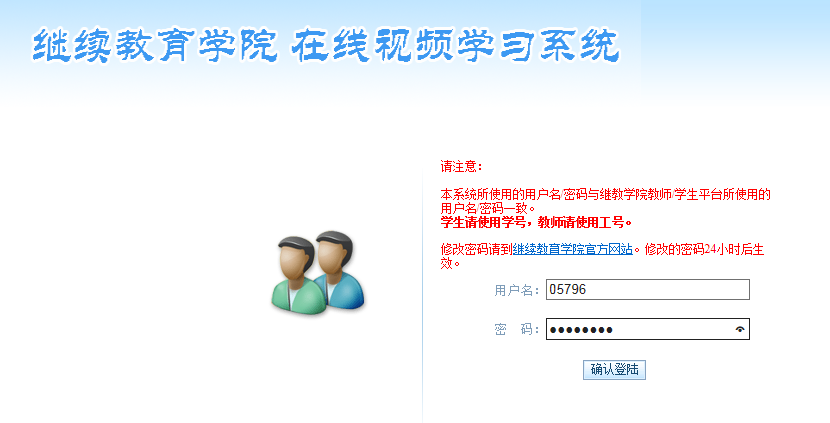 继续教育学院 在线视频学习系统
请注意：
本系统所使用的用户名/密码与继教学院教师/学生平台所使用的
用户名/密码一致。
学生请使用学号，教师请使用工号。
修改密码请到继续教育学院官方网站。修改的密码24小时后生
效。
用户名： 05796
密　码： ●●●●●●●●
确认登陆